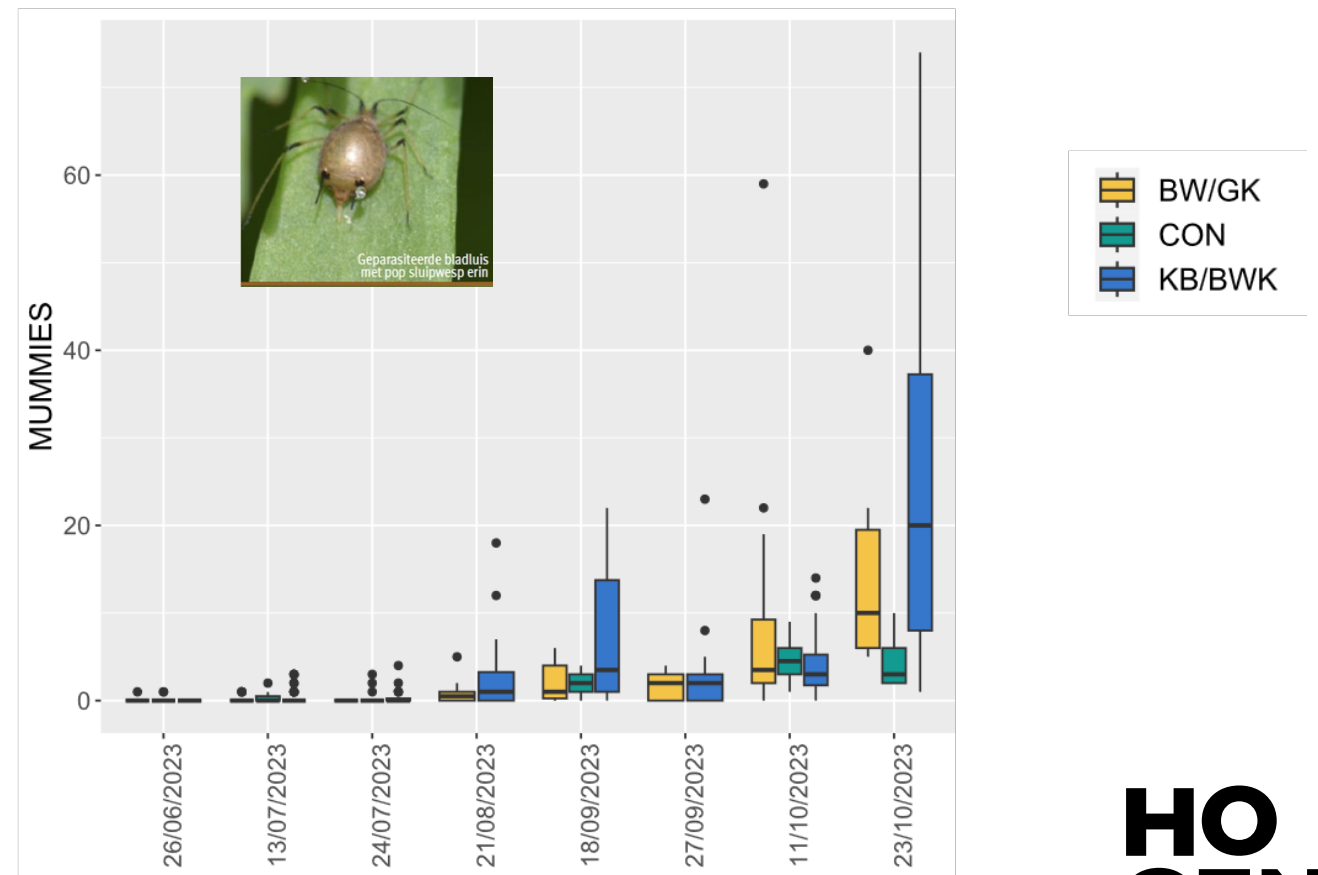 MUMMIES
60
40
20
0
Geparasiteerde bladluis
met pop sluipwesp erin
26/06/2023
13/07/2023
24/07/2023
21/08/2023
18/09/2023
27/09/2023
11/10/2023
23/10/2023
BW/GK
CON
KB/BWK
HO